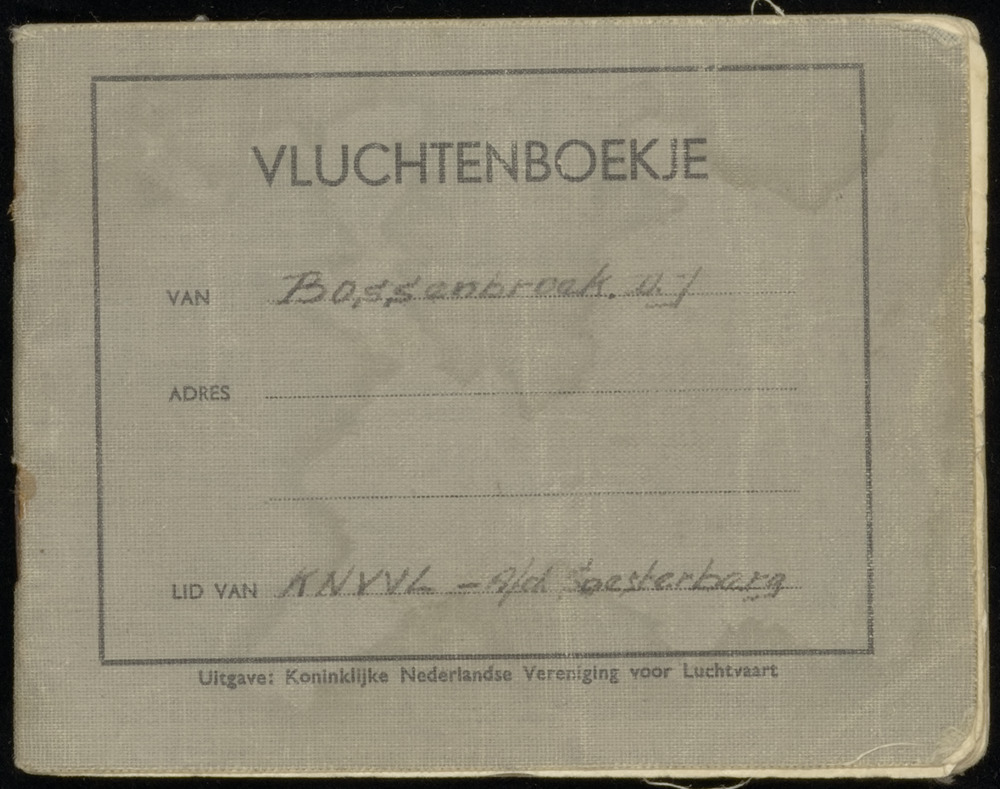 VLUCHTENBOEKJE
VAN Bossenbroek.
ADRES
LID VAN KNVVL - Afd Soesterberg
Uitgave: Koninklijke Nederlandse Vereniging voor Luchtvaart